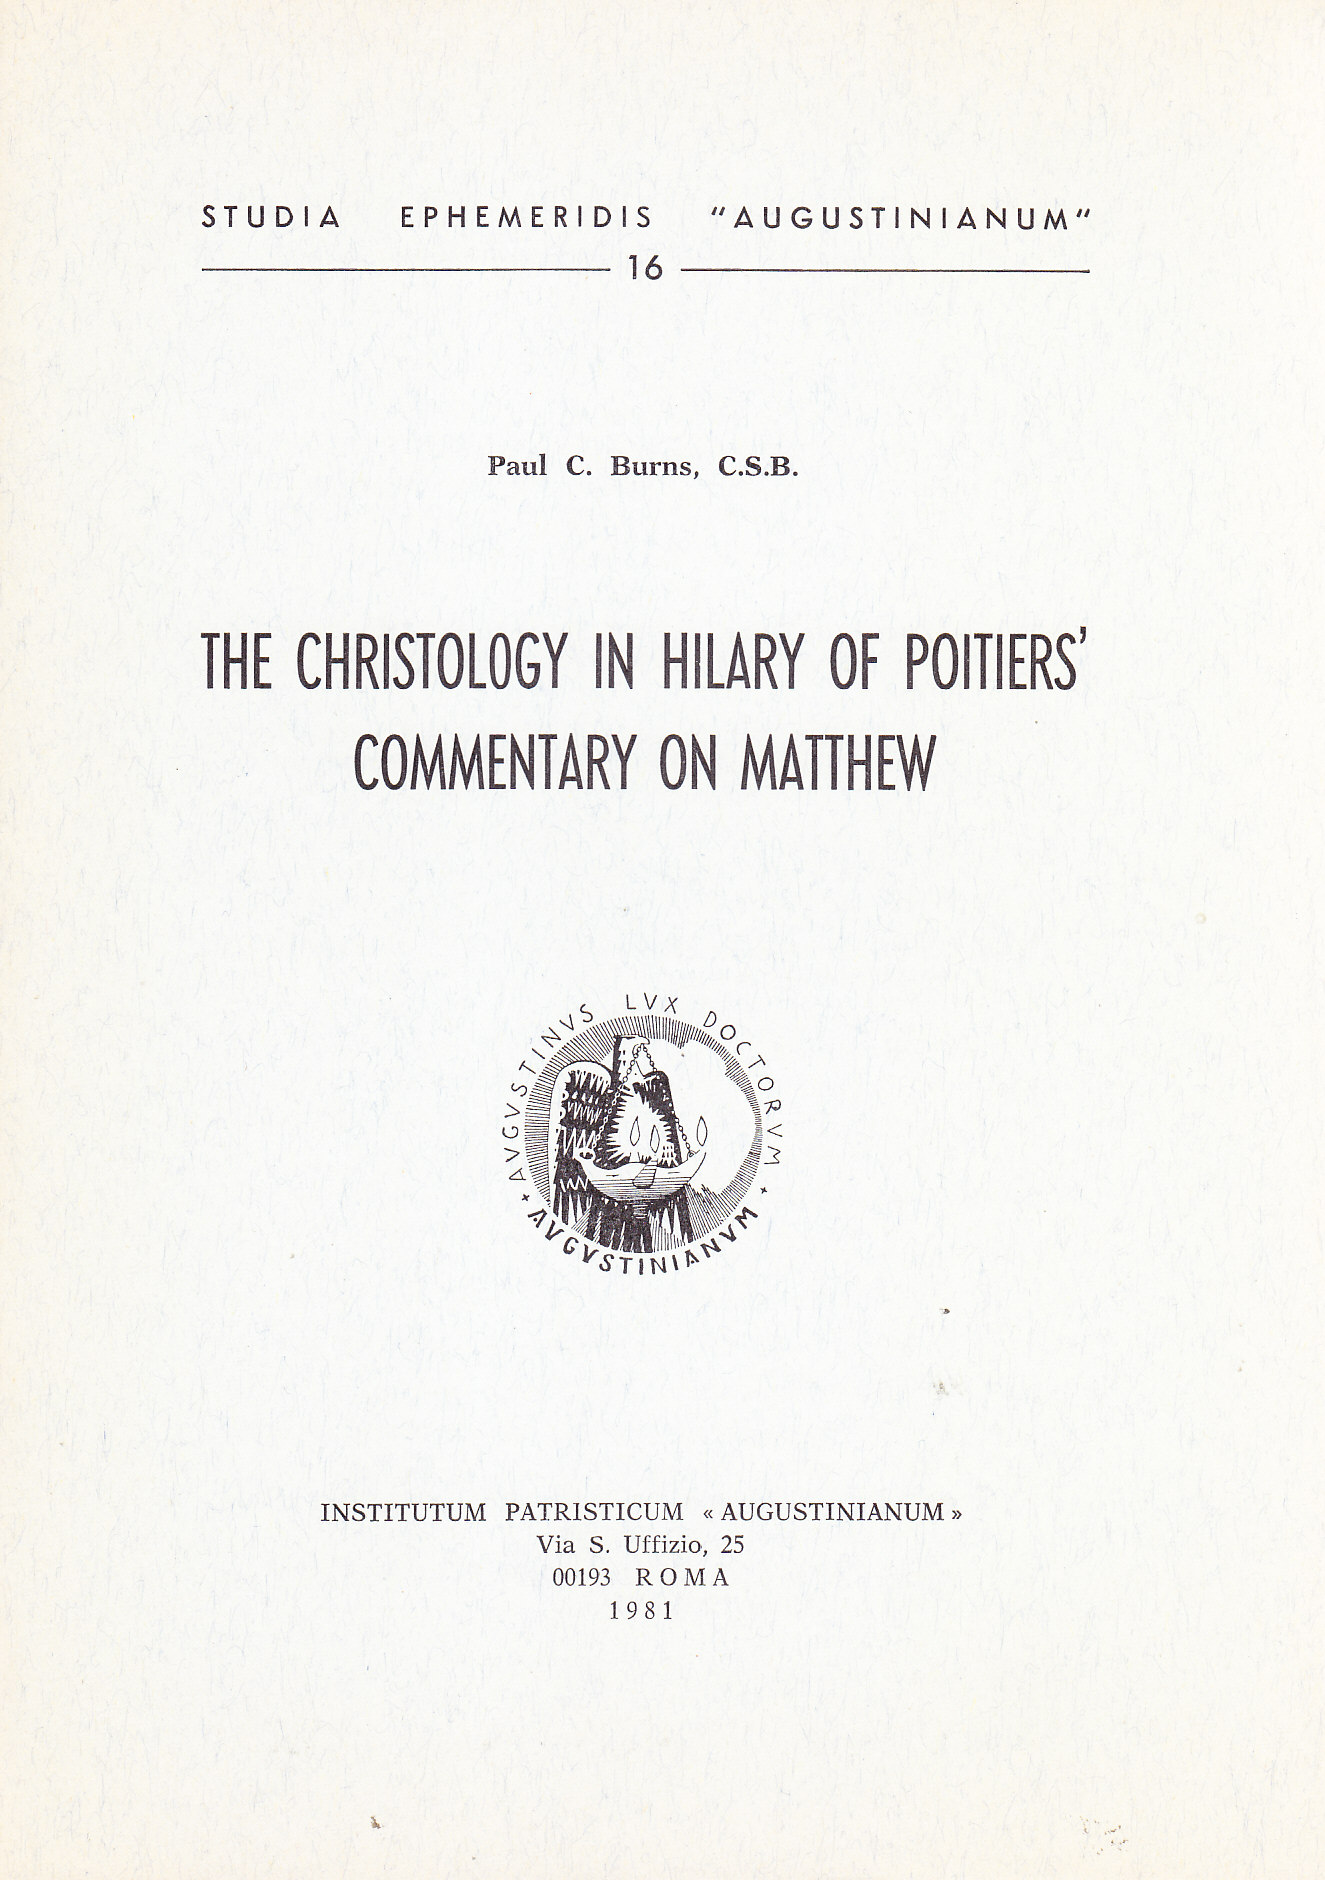 STUDIA EPHEMERIDIS "AUGUSTINIANUM"
16
Paul C. Burns, C.S.B.
THE CHRISTOLOGY IN HILARY OF POITIERS'
COMMENTARY ON MATTHEW
AVGVSTINVS LVX DOCTORVM
AVGVSTINIANVM
INSTITUTUM PATRISTICUM « AUGUSTINIANUM »
Via S. Uffizio, 25
00193 ROMA
1981